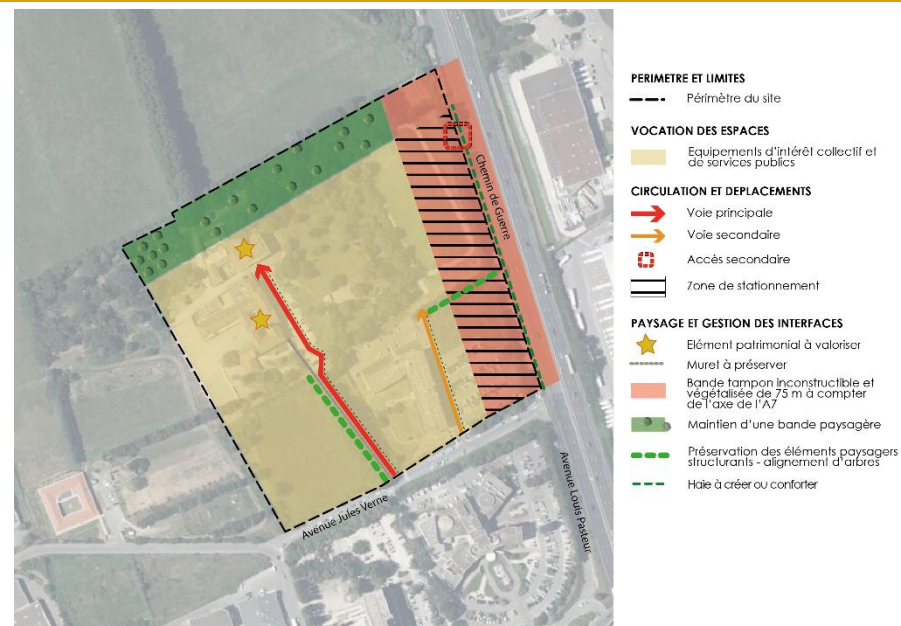 Chemin de Guerre
Avenue Jules Verne
Avenue Louis Pasteur
PERIMETRE ET LIMITES
Périmètre du site
VOCATION DES ESPACES
Equipements d'intérêt collectif et
de services publics
CIRCULATION ET DEPLACEMENTS
Voie principale
Voie secondaire
Accès secondaire
Zone de stationnement
PAYSAGE ET GESTION DES INTERFACES
Elément patrimonial à valoriser
Muret à préserver
Bande tampon inconstructible et
végétalisée de 75 m à compter
de l'axe de l'A7
Maintien d'une bande paysagère
Préservation des éléments paysagers
structurants - alignement d'arbres
Haie à créer ou conforter